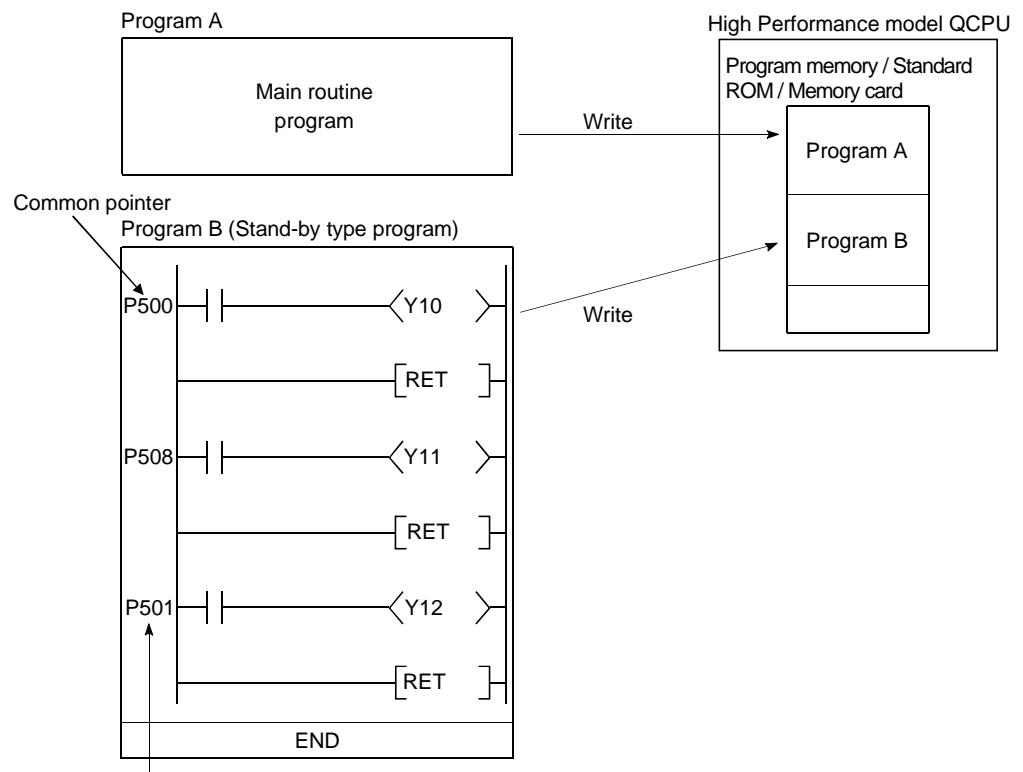 Program A
Main routine
program
Write
High Performance model QCPU
Program memory / Standard
ROM / Memory card
Program A
Program B
Common pointer
Program B (Stand-by type program)
P500
Y10
Write
RET
P508
Y11
RET
P501
Y12
RET
END